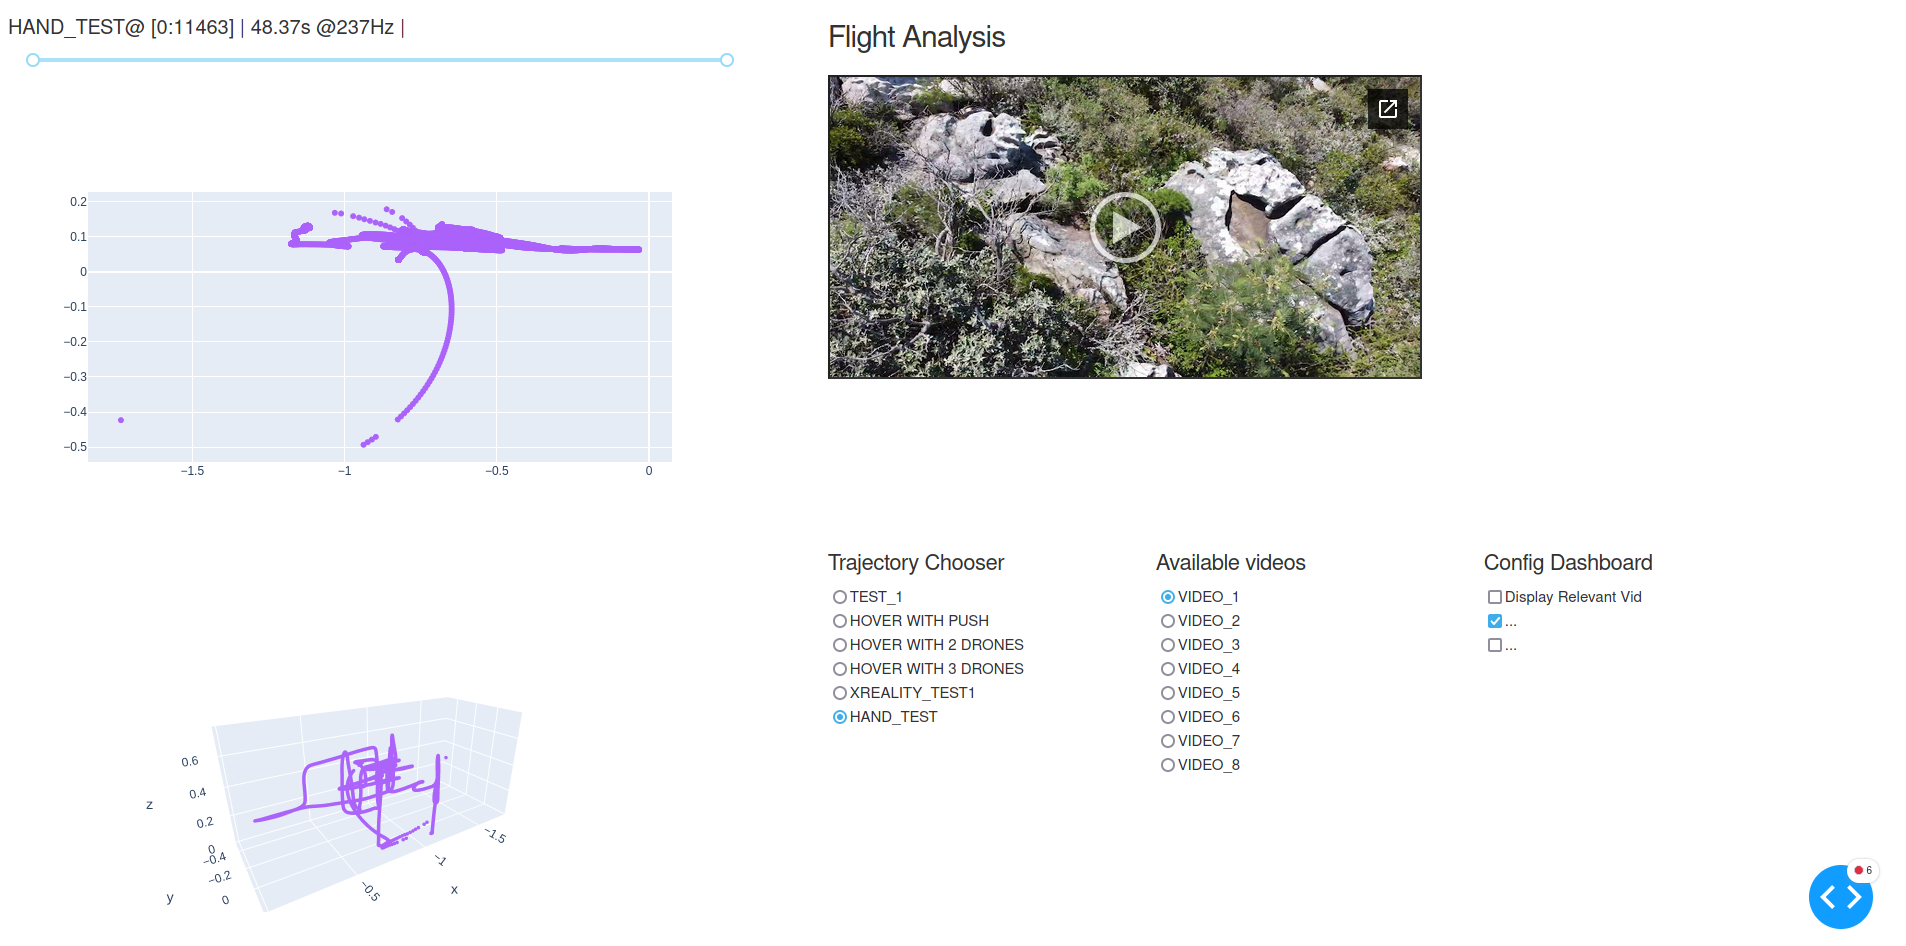 HAND_TEST@ [0:11463] | 48.37s @237Hz |
Flight Analysis
0.2
0.1
0
−0.1
−0.2
−0.3
−0.4
−0.5
−1.5
−1
−0.5
0
Trajectory Chooser
TEST_1
HOVER WITH PUSH
HOVER WITH 2 DRONES
HOVER WITH 3 DRONES
XREALITY_TEST1
HAND_TEST
Available videos
VIDEO_1
VIDEO_2
VIDEO_3
VIDEO_4
VIDEO_5
VIDEO_6
VIDEO_7
VIDEO_8
Config Dashboard
Display Relevant Vid
...
...
0.6
0.4
0.2
0
z
−0.4
−0.2
0
y
−0.5
−1
−1.5
x
6